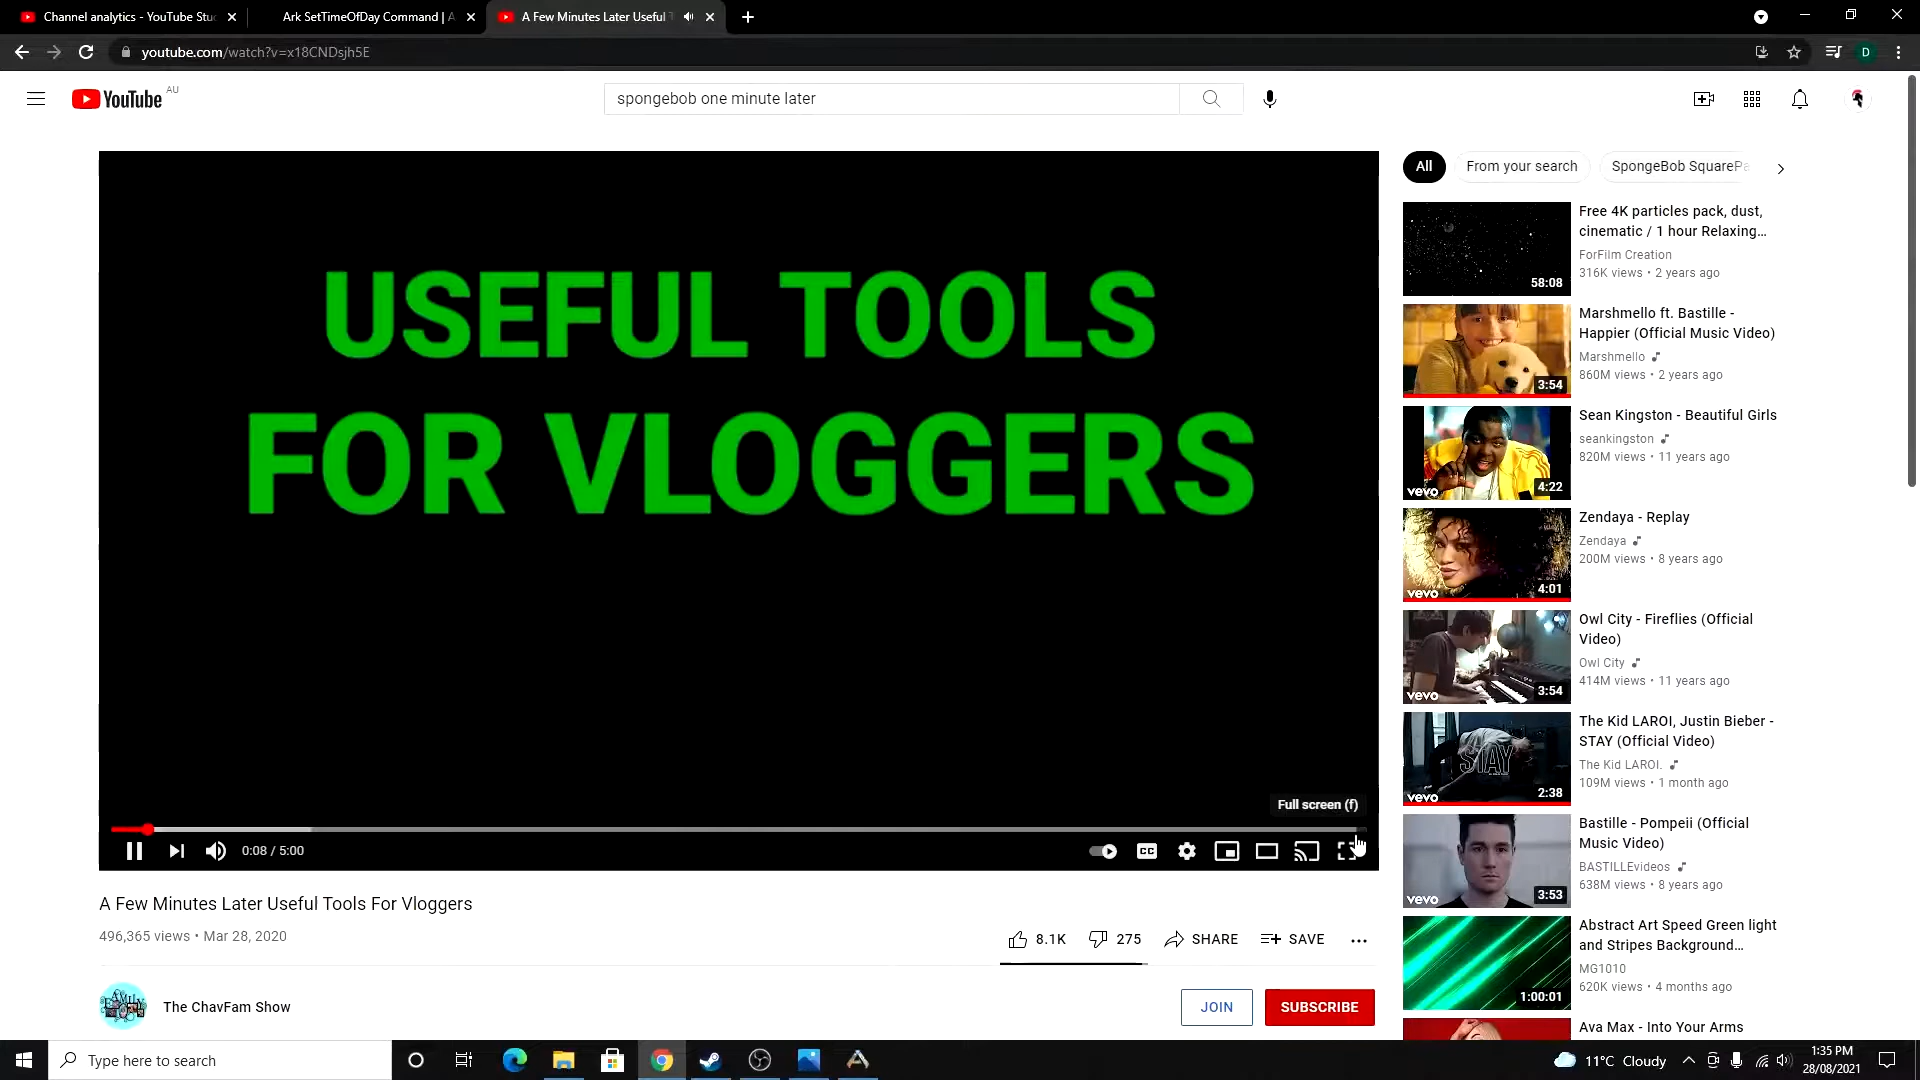 Channel analytics - YouTube Stu
Ark SetTimeOfDay Command | A
A Few Minutes Later Useful T
youtube.com/watch?v=x18CNDsjh5E
D
YouTube AU
spongebob one minute later
All
From your search
SpongeBob SquarePa
USEFUL TOOLS
FOR VLOGGERS
Full screen (f)
0:08 / 5:00
CC
A Few Minutes Later Useful Tools For Vloggers
496,365 views • Mar 28, 2020
8.1K
275
SHARE
SAVE
The ChavFam Show
JOIN
SUBSCRIBE
58:08
Free 4K particles pack, dust,
cinematic / 1 hour Relaxing...
ForFilm Creation
316K views • 2 years ago
3:54
Marshmello ft. Bastille -
Happier (Official Music Video)
Marshmello
860M views • 2 years ago
vevo
4:22
Sean Kingston - Beautiful Girls
seankingston
820M views • 11 years ago
vevo
4:01
Zendaya - Replay
Zendaya
200M views • 8 years ago
vevo
3:54
Owl City - Fireflies (Official
Video)
Owl City
414M views • 11 years ago
STAY
vevo
2:38
The Kid LAROI, Justin Bieber -
STAY (Official Video)
The Kid LAROI.
109M views • 1 month ago
vevo
3:53
Bastille - Pompeii (Official
Music Video)
BASTILLEvideos
638M views • 8 years ago
1:00:01
Abstract Art Speed Green light
and Stripes Background...
MG1010
620K views • 4 months ago
Ava Max - Into Your Arms
Type here to search
11°C Cloudy
1:35 PM
28/08/2021